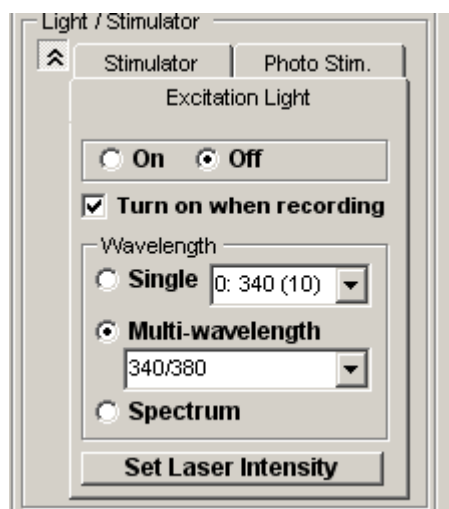 Light / Stimulator
Stimulator Photo Stim.
Excitation Light
On Off
Turn on when recording
Wavelength
Single 0: 340 (10)
Multi-wavelength
340/380
Spectrum
Set Laser Intensity